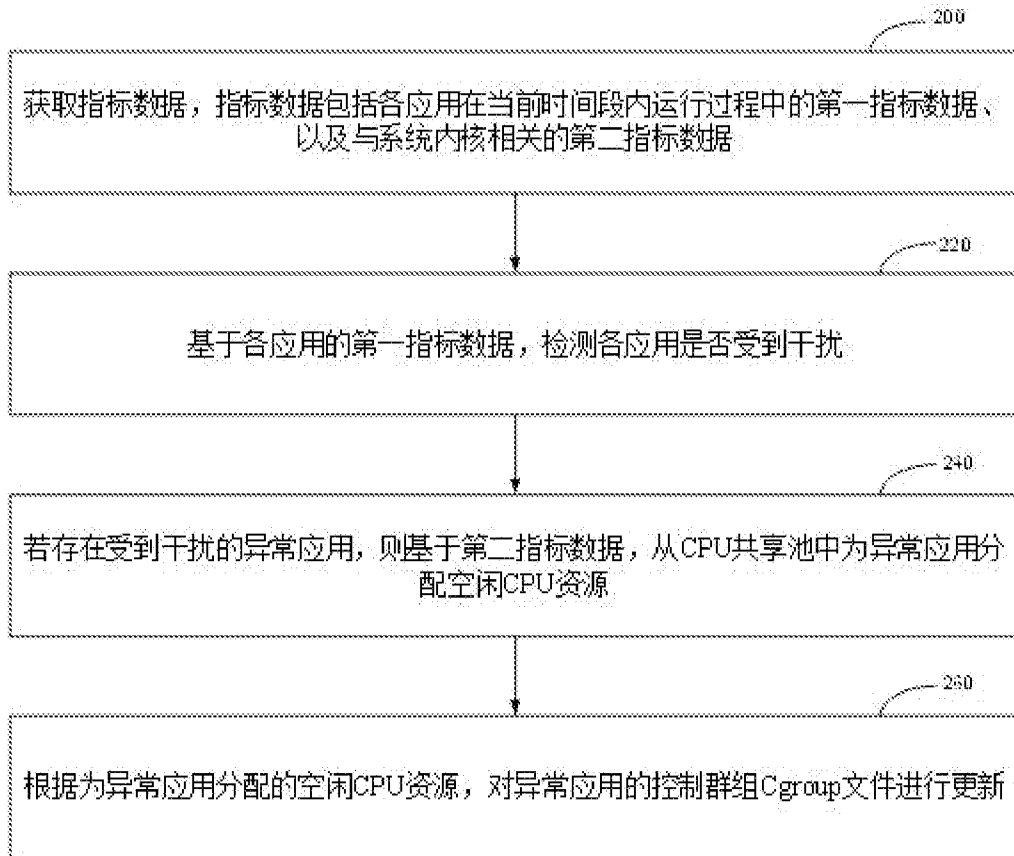 200
获取指标数据，指标数据包括各应用在当前时间段内运行过程中的第一指标数据、
以及与系统内核相关的第二指标数据
220
基于各应用的第一指标数据，检测各应用是否受到干扰
240
若存在受到干扰的异常应用，则基于第二指标数据，从CPU共享池中为异常应用分
配空闲CPU资源
260
根据为异常应用分配的空闲CPU资源，对异常应用的控制群组Cgroup文件进行更新